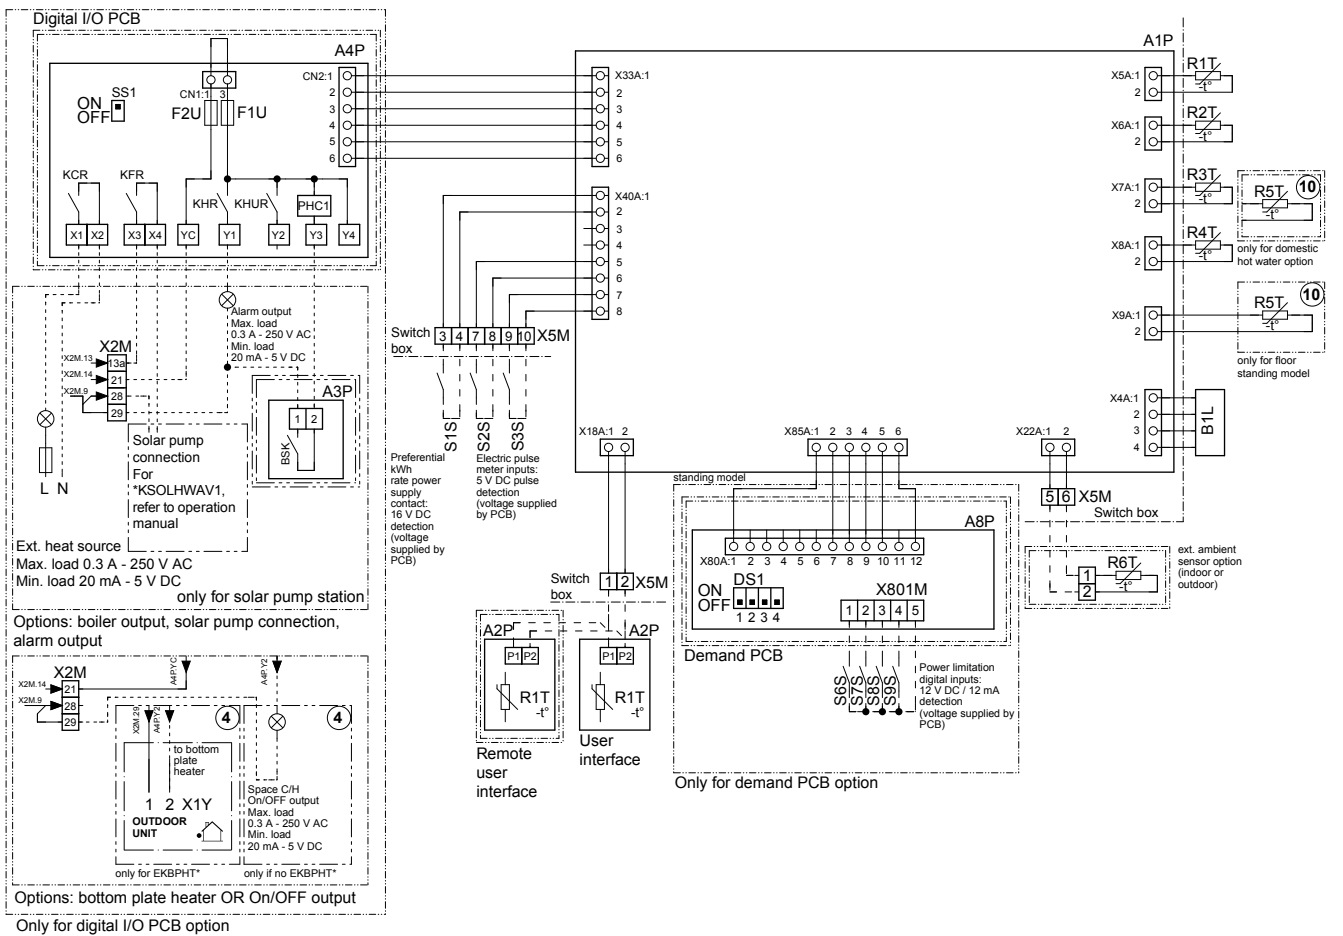 Digital I/O PCB
A4P
SS1
ON
OFF
CN1:1 3
F2U F1U
CN2:1
2
3
4
5
6
KCR
KFR
KHR
KHUR
PHC1
X1 X2 X3 X4 YC Y1 Y2 Y3 Y4
Alarm output
Max. load
0.3 A - 250 V AC
Min. load
20 mA - 5 V DC
X2M
X2M.13
13a
X2M.14
21
X2M.9
28
29
A3P
1 2
BSK
Solar pump
connection
For
*KSOLHWAV1,
refer to operation
manual
L N
Ext. heat source
Max. load 0.3 A - 250 V AC
Min. load 20 mA - 5 V DC
only for solar pump station
Options: boiler output, solar pump connection,
alarm output
X2M
X2M.14
21
X2M.9
28
29
A4P.YC
A4P.Y2
X2M.29
A4P.Y2
4
4
to bottom
plate
heater
1 2 X1Y
OUTDOOR
UNIT
Space C/H
On/OFF output
Max. load
0.3 A - 250 V AC
Min. load
20 mA - 5 V DC
only for EKBPHT*
only if no EKBPHT*
Options: bottom plate heater OR On/OFF output
Only for digital I/O PCB option
A1P
X33A:1
2
3
4
5
6
X40A:1
2
3
4
5
6
7
8
Switch
box
3 4 7 8 9 10 X5M
S1S
S2S
S3S
Preferential
kWh
rate power
supply
contact:
16 V DC
detection
(voltage
supplied by
PCB)
Electric pulse
meter inputs:
5 V DC pulse
detection
(voltage supplied
by PCB)
X18A:1 2
Switch
box
1 2 X5M
A2P
P1 P2
R1T
-t°
Remote
user
interface
A2P
P1 P2
R1T
-t°
User
interface
X85A:1 2 3 4 5 6
standing model
A8P
X80A:1 2 3 4 5 6 7 8 9 10 11 12
DS1
ON
OFF
1 2 3 4
X801M
1 2 3 4 5
Demand PCB
S6S
S7S
S8S
S9S
Power limitation
digital inputs:
12 V DC / 12 mA
detection
(voltage supplied by
PCB)
Only for demand PCB option
X22A:1 2
5 6 X5M
Switch box
1
2
R6T
-t°
ext. ambient
sensor option
(indoor or
outdoor)
X5A:1
2
R1T
-t°
X6A:1
2
R2T
-t°
X7A:1
2
R3T
-t°
X8A:1
2
R4T
-t°
10
R5T
-t°
only for domestic
hot water option
X9A:1
2
10
R5T
-t°
only for floor
standing model
X4A:1
2
3
4
B1L